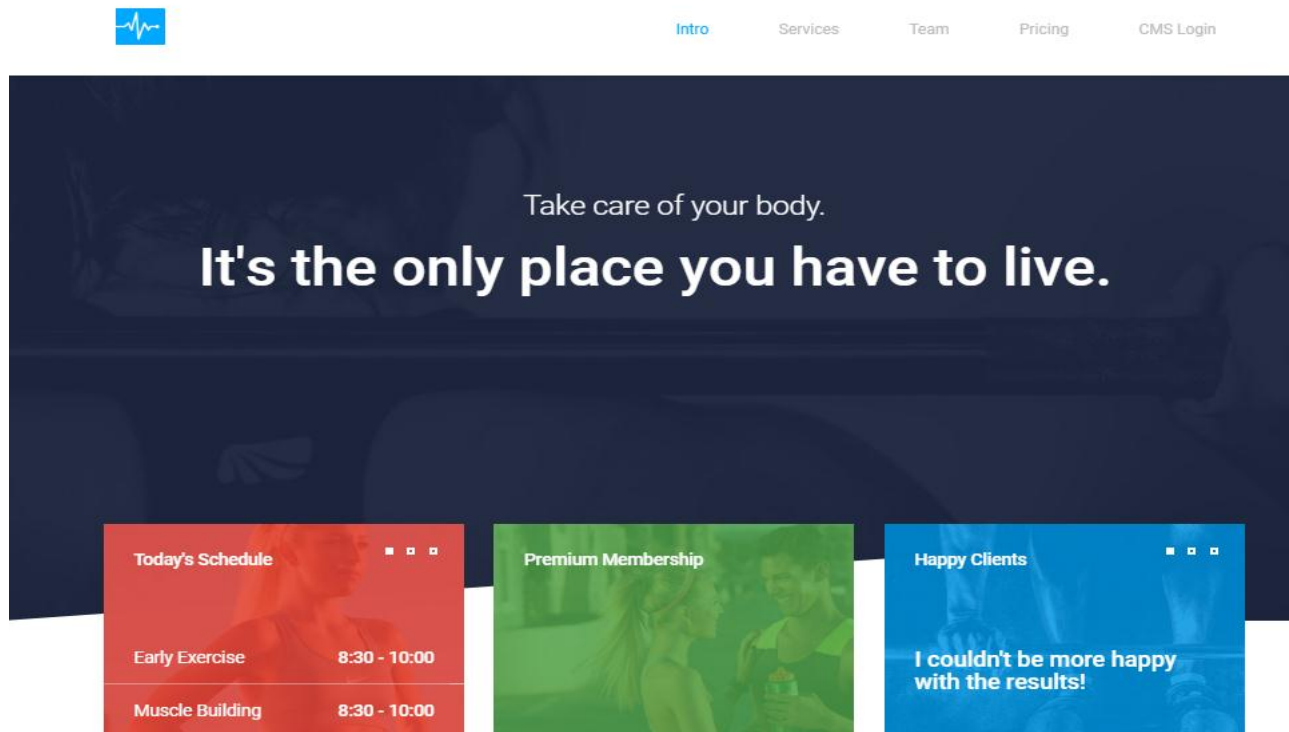 Intro Services Team Pricing CMS Login
Take care of your body.
It's the only place you have to live.
Today's Schedule
Early Exercise 8:30 - 10:00
Muscle Building 8:30 - 10:00
Premium Membership
Happy Clients
I couldn't be more happy
with the results!